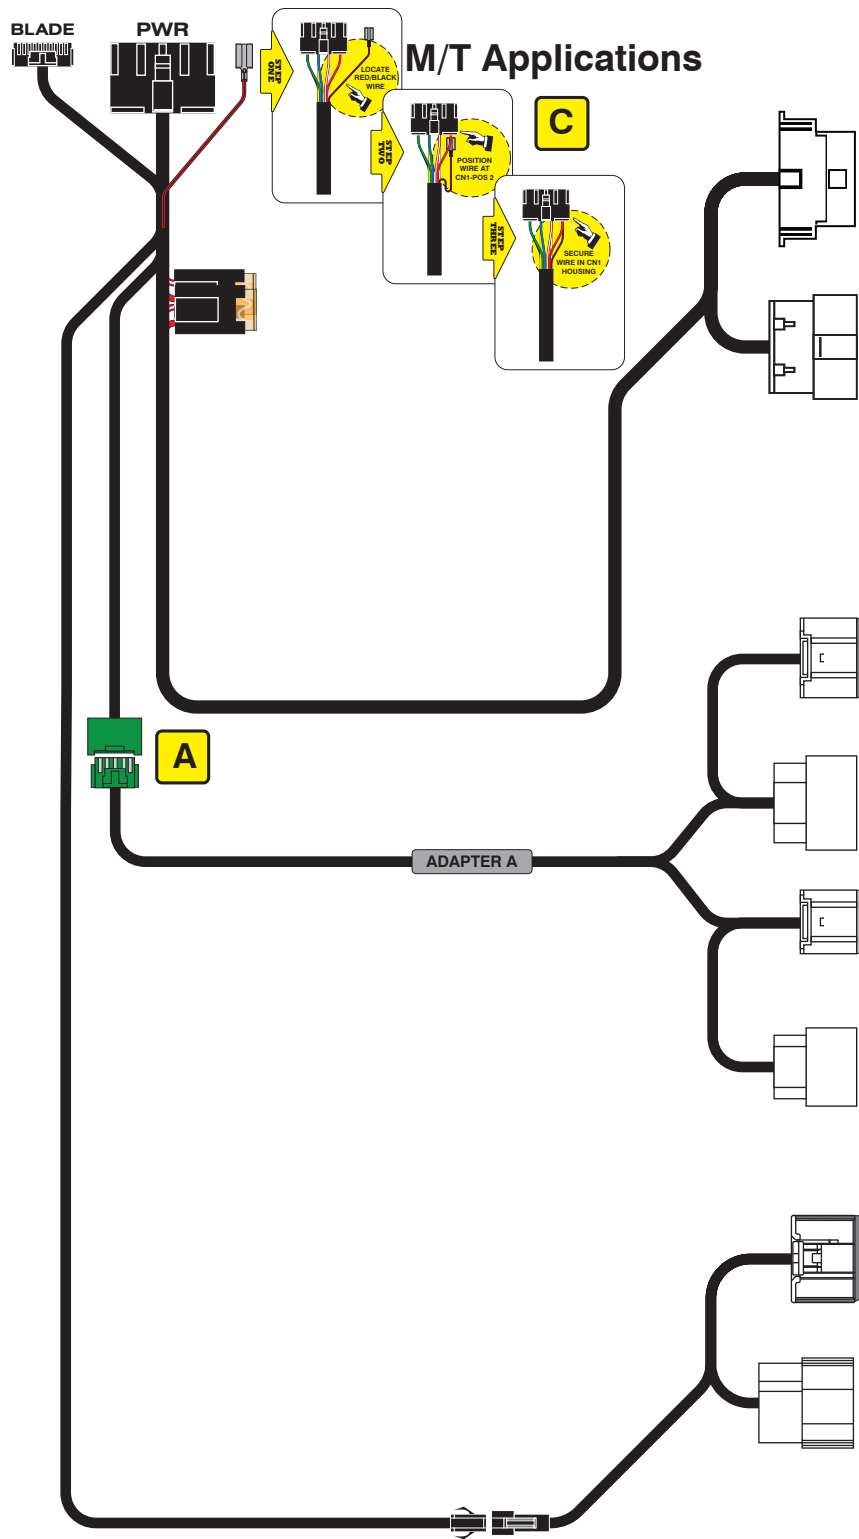 BLADE
PWR
M/T Applications
STEP
ONE
LOCATE
RED/BLACK
WIRE
C
STEP
TWO
POSITION
WIRE AT
CN1-POS 2
STEP
THREE
SECURE
WIRE IN CN1
HOUSING
A
ADAPTER A